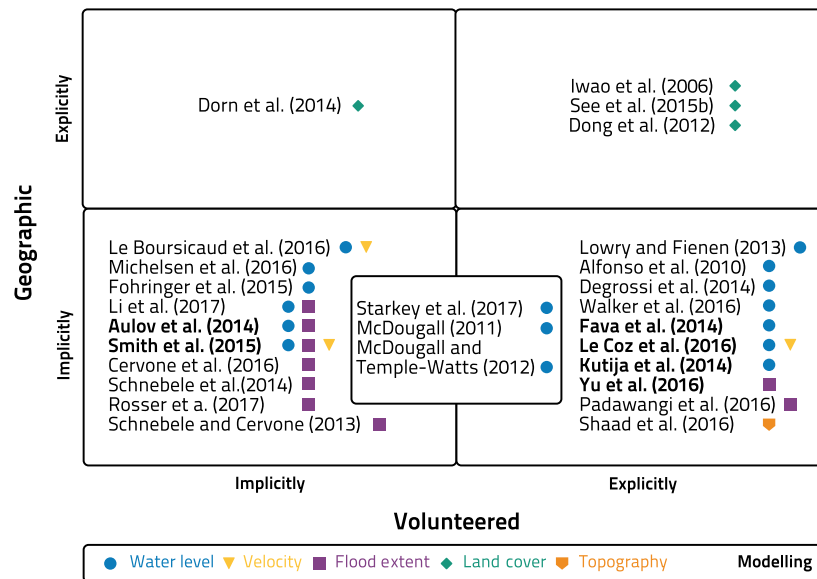 Geographic
Explicitly
Implicitly
Dorn et al. (2014)
Iwao et al. (2006)
See et al. (2015b)
Dong et al. (2012)
Le Boursicaud et al. (2016)
Michelsen et al. (2016)
Fohringer et al. (2015)
Li et al. (2017)
Aulov et al. (2014)
Smith et al. (2015)
Cervone et al. (2016)
Schnebele et al.(2014)
Rosser et a. (2017)
Schnebele and Cervone (2013)
Starkey et al. (2017)
McDougall (2011)
McDougall and
Temple-Watts (2012)
Lowry and Fienen (2013)
Alfonso et al. (2010)
Degrossi et al. (2014)
Walker et al. (2016)
Fava et al. (2014)
Le Coz et al. (2016)
Kutija et al. (2014)
Yu et al. (2016)
Padawangi et al. (2016)
Shaad et al. (2016)
Implicitly
Explicitly
Volunteered
Water level Velocity Flood extent Land cover Topography Modelling